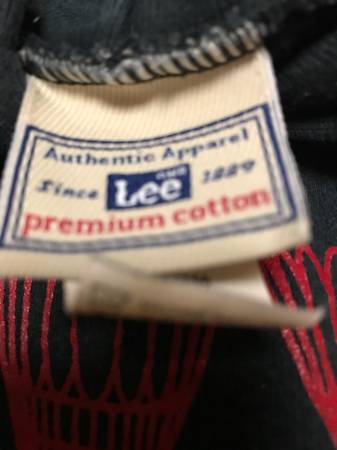 Authentic Apparel
Since Lee 1889
premium cotton